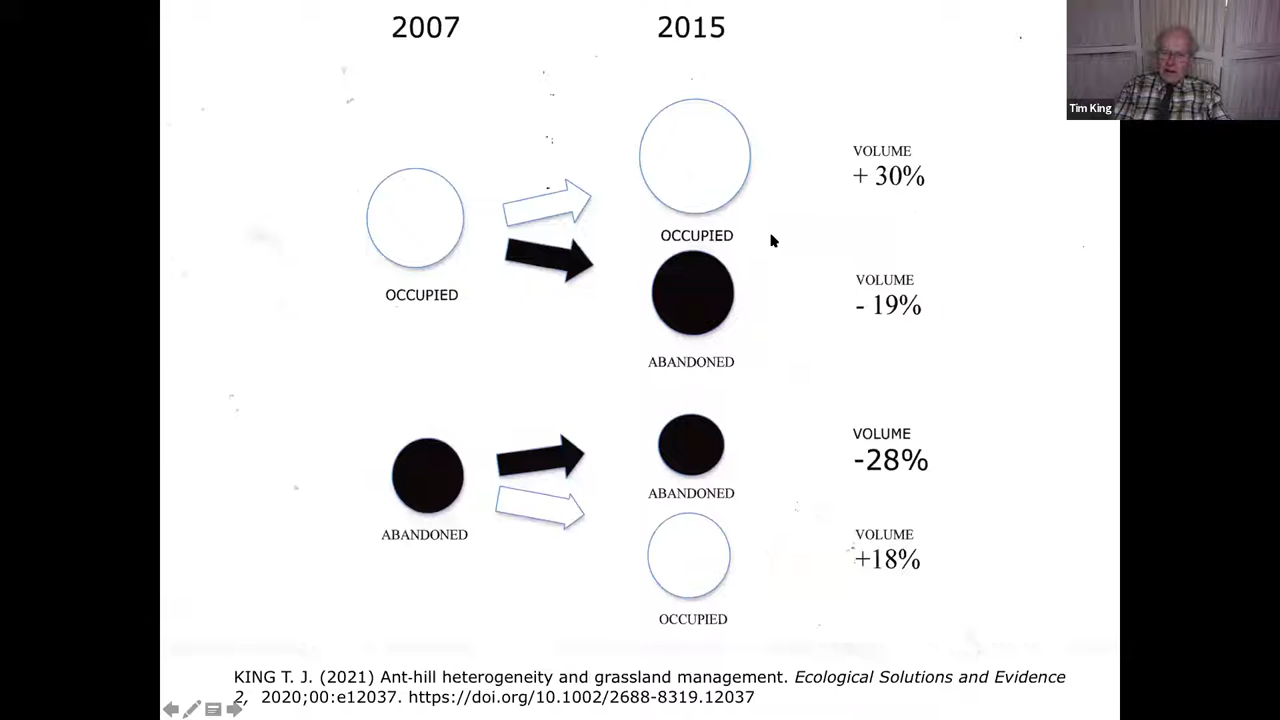 2007
2015
Tim King
VOLUME
+ 30%
OCCUPIED
OCCUPIED
VOLUME
- 19%
ABANDONED
VOLUME
-28%
ABANDONED
ABANDONED
VOLUME
+18%
OCCUPIED
KING T. J. (2021) Ant-hill heterogeneity and grassland management. Ecological Solutions and Evidence
2, 2020;00:e12037. https://doi.org/10.1002/2688-8319.12037